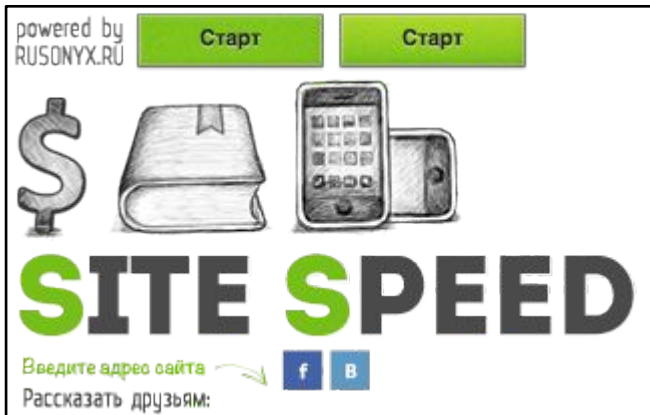 powered by
RUSONYX.RU
Старт
Старт
$
SITE SPEED
Введите адрес сайта
f
B
Рассказать друзьям: